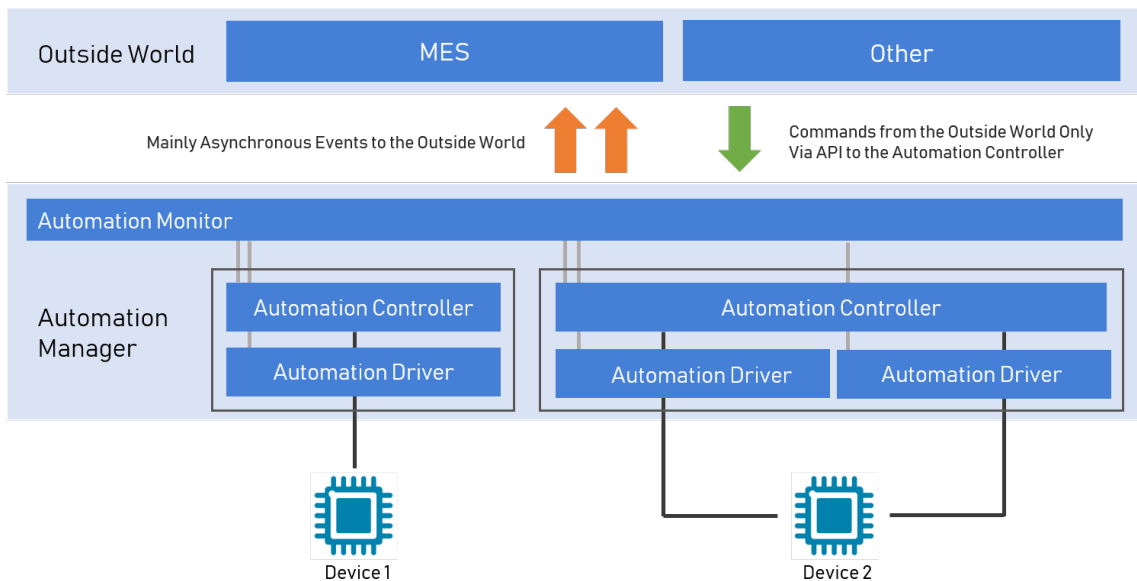 Outside World
MES
Other
Mainly Asynchronous Events to the Outside World
Commands from the Outside World Only
Via API to the Automation Controller
Automation Monitor
Automation
Manager
Automation Controller
Automation Driver
Automation Controller
Automation Driver
Automation Driver
Device 1
Device 2